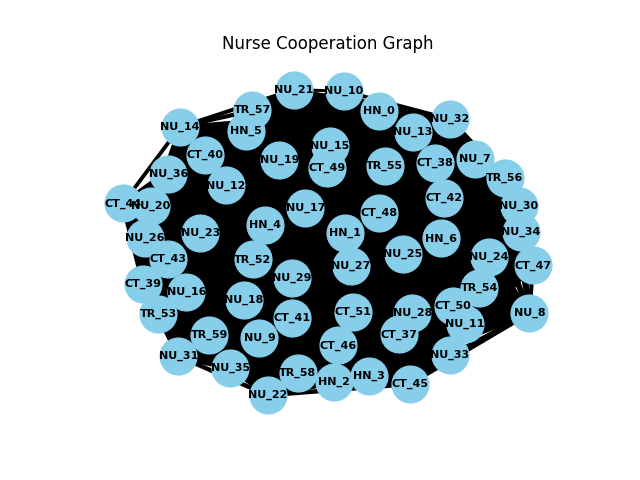 Nurse Cooperation Graph
NU_21
NU_10
TR_57
HN_0
NU_32
NU_14
HN_5
NU_13
NU_15
CT_40
NU_19
CT_49
TR_55
CT_38
NU_7
NU_36
TR_56
NU_12
CT_42
CT_44
NU_20
NU_17
CT_48
NU_30
NU_26
NU_23
HN_4
HN_1
HN_6
NU_34
CT_43
TR_52
NU_27
NU_25
NU_24
CT_47
CT_39
NU_16
NU_29
TR_54
NU_18
TR_53
CT_41
CT_51
NU_28
CT_50
NU_8
NU_11
TR_59
NU_9
CT_46
CT_37
NU_31
NU_33
NU_35
TR_58
HN_2
HN_3
CT_45
NU_22